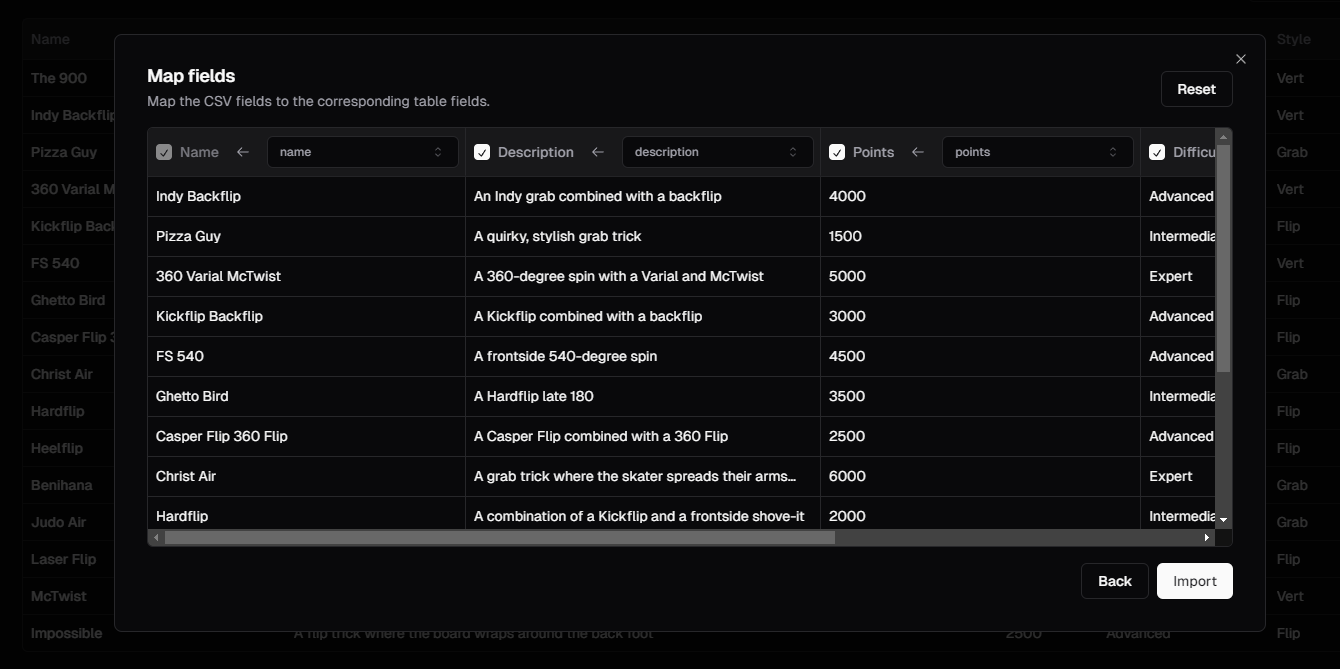 Name
Style
The 900
Vert
Indy Backflip
Vert
Pizza Guy
Grab
360 Varial M
Vert
Kickflip Back
Flip
FS 540
Vert
Ghetto Bird
Flip
Casper Flip 3
Flip
Christ Air
Grab
Hardflip
Flip
Heelflip
Flip
Benihana
Grab
Judo Air
Grab
Laser Flip
Flip
McTwist
Vert
Impossible A flip trick where the board wraps around the back foot 2500 Advanced Flip
Map fields
Map the CSV fields to the corresponding table fields.
Reset
Name ← name Description ← description Points ← points Difficu
Indy Backflip An Indy grab combined with a backflip 4000 Advanced
Pizza Guy A quirky, stylish grab trick 1500 Intermedia
360 Varial McTwist A 360-degree spin with a Varial and McTwist 5000 Expert
Kickflip Backflip A Kickflip combined with a backflip 3000 Advanced
FS 540 A frontside 540-degree spin 4500 Advanced
Ghetto Bird A Hardflip late 180 3500 Intermedia
Casper Flip 360 Flip A Casper Flip combined with a 360 Flip 2500 Advanced
Christ Air A grab trick where the skater spreads their arms... 6000 Expert
Hardflip A combination of a Kickflip and a frontside shove-it 2000 Intermedia
Back Import